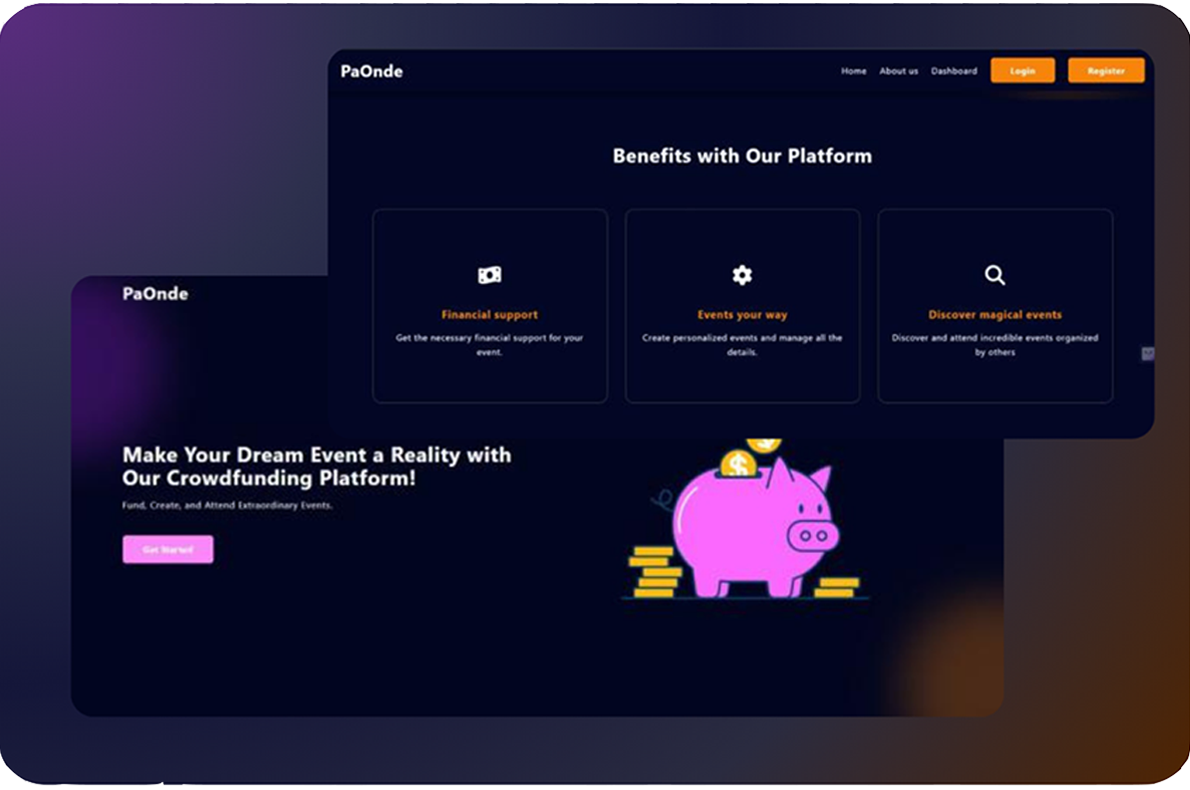 PaOnde
Home About us Dashboard Login Register
Benefits with Our Platform
Financial support
Get the necessary financial support for your
event.
Events your way
Create personalized events and manage all the
details.
Discover magical events
Discover and attend incredible events organized
by others
PaOnde
Make Your Dream Event a Reality with
Our Crowdfunding Platform!
Fund, Create, and Attend Extraordinary Events.
Get Started
$
$